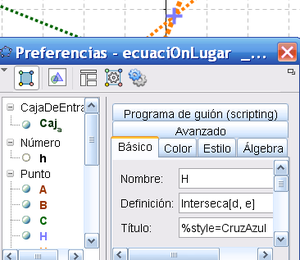 Preferencias - ecuaciOnLugar _...
CajaDeEntra
Caja
Número
h
Punto
A
B
C
H
Programa de guión (scripting)
Avanzado
Básico Color Estilo Álgebra
Nombre: H
Definición: Interseca[d, e]
Título: %style=CruzAzul